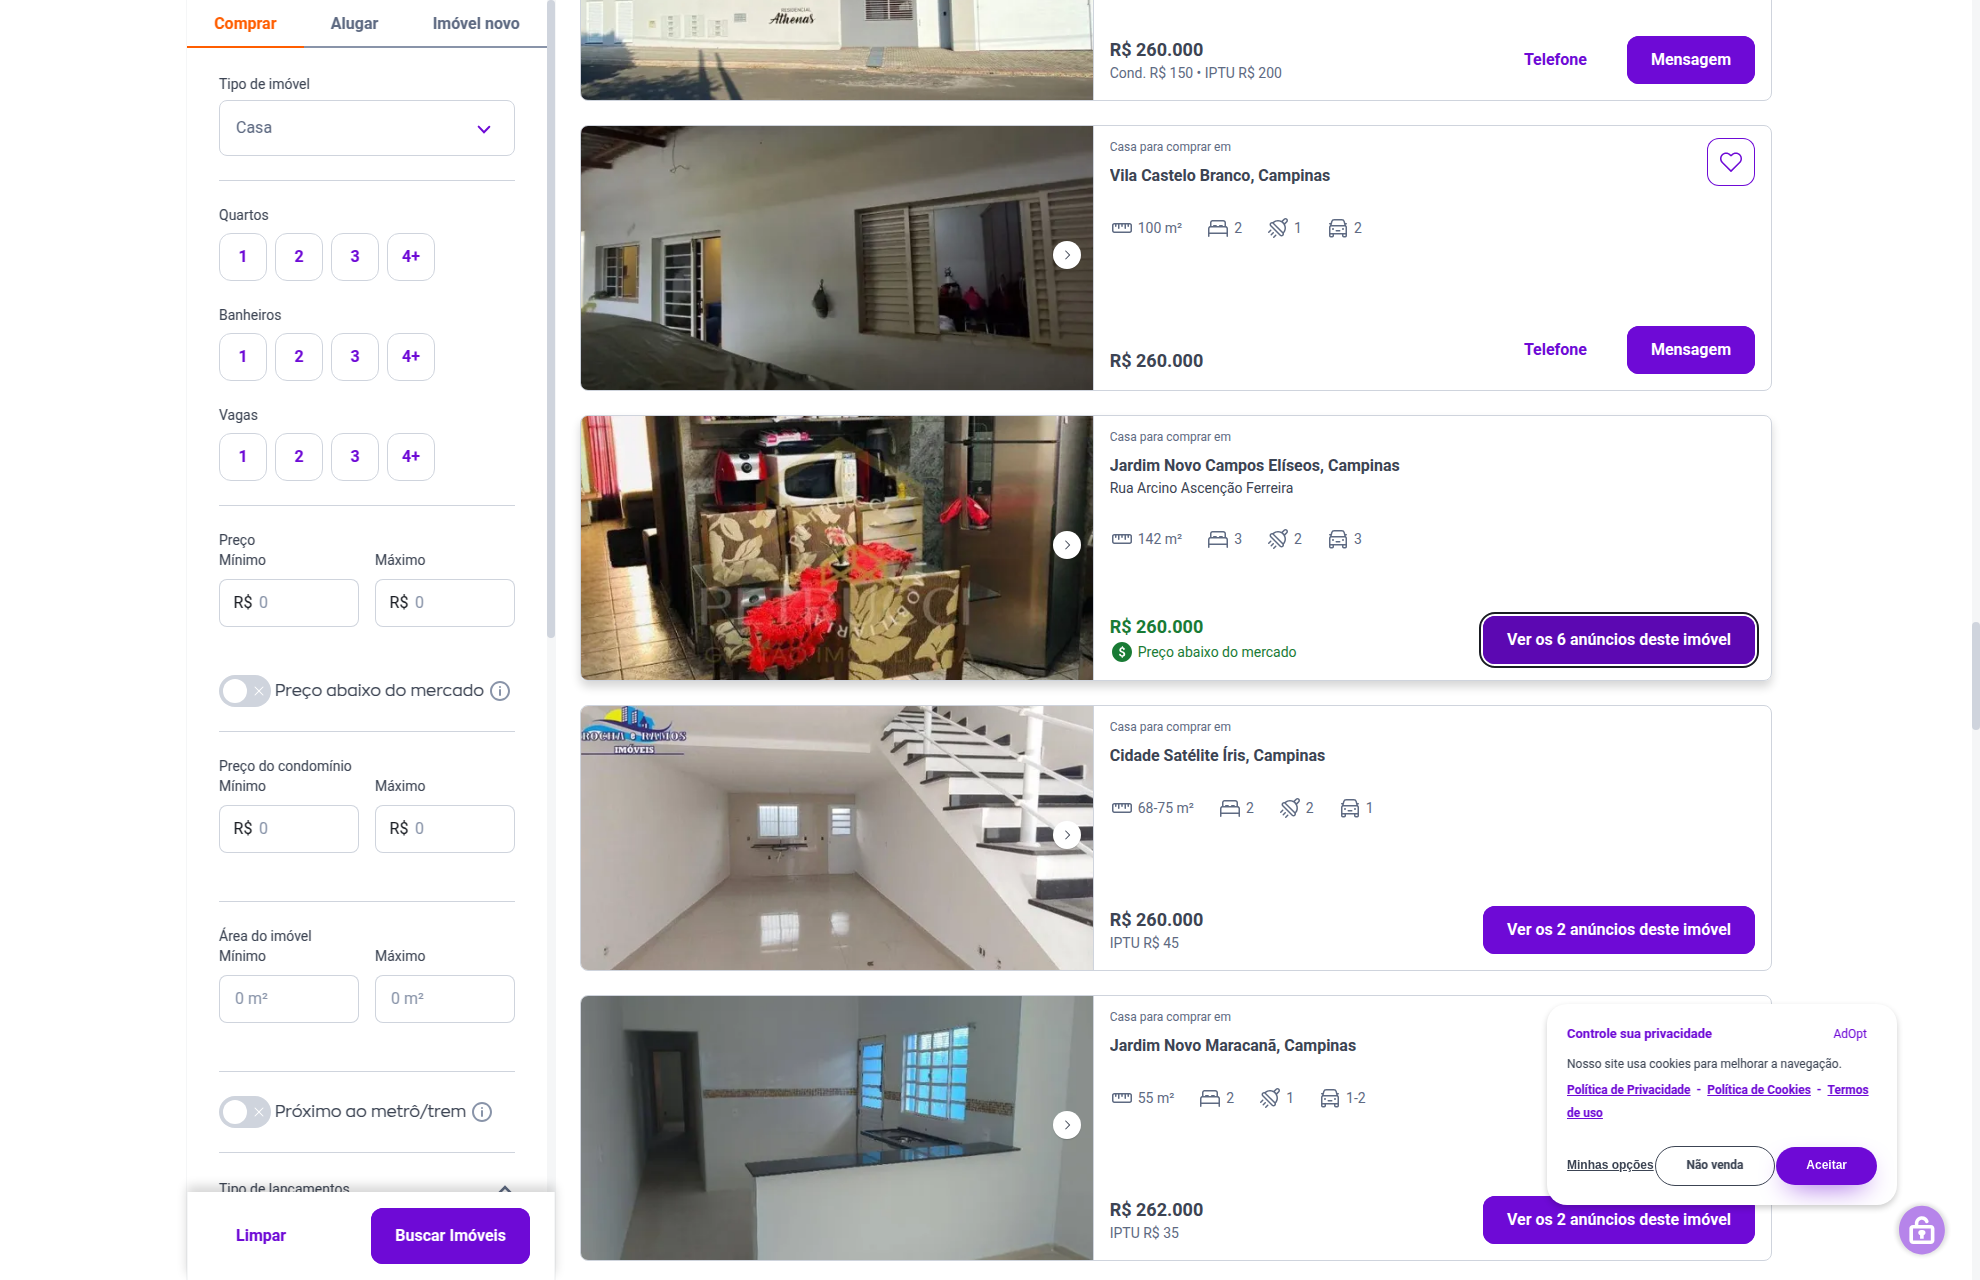 Comprar
Alugar
Imóvel novo
Tipo de imóvel
Casa
Quartos
1
2
3
4+
Banheiros
1
2
3
4+
Vagas
1
2
3
4+
Preço
Mínimo
Máximo
R$ 0
R$ 0
Preço abaixo do mercado
Preço do condomínio
Mínimo
Máximo
R$ 0
R$ 0
Área do imóvel
Mínimo
Máximo
0 m²
0 m²
Próximo ao metrô/trem
Tipo de lançamentos
Limpar
Buscar Imóveis
RESIDENCIAL
Athenas
R$ 260.000
Cond. R$ 150 • IPTU R$ 200
Telefone
Mensagem
Casa para comprar em
Vila Castelo Branco, Campinas
100 m²
2
1
2
R$ 260.000
Telefone
Mensagem
PETRUCCI
Casa para comprar em
Jardim Novo Campos Elíseos, Campinas
Rua Arcino Ascenção Ferreira
142 m²
3
2
3
R$ 260.000
$ Preço abaixo do mercado
Ver os 6 anúncios deste imóvel
ROCHA & RAMOS
IMÓVEIS
Casa para comprar em
Cidade Satélite Íris, Campinas
68-75 m²
2
2
1
R$ 260.000
IPTU R$ 45
Ver os 2 anúncios deste imóvel
Casa para comprar em
Jardim Novo Maracanã, Campinas
55 m²
2
1
1-2
R$ 262.000
IPTU R$ 35
Ver os 2 anúncios deste imóvel
Controle sua privacidade
AdOpt
Nosso site usa cookies para melhorar a navegação.
Política de Privacidade - Política de Cookies - Termos
de uso
Minhas opções
Não venda
Aceitar